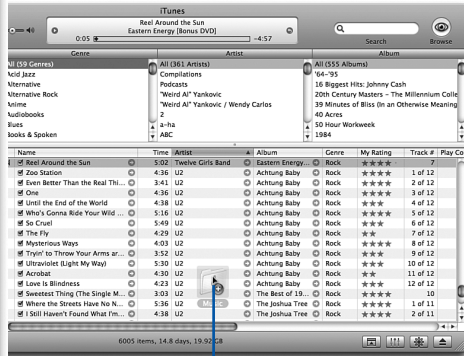 iTunes
Reel Around the Sun
Eastern Energy [Bonus DVD]
0:05 -4:57
Search Browse
Genre Artist Album
All (59 Genres) All (361 Artists) All (555 Albums)
Acid Jazz Compilations '64-'95
Alternative Podcasts 16 Biggest Hits: Johnny Cash
Alternative Rock "Weird Al" Yankovic 20th Century Masters - The Millennium Colle
Anime "Weird Al" Yankovic / Wendy Carlos 39 Minutes of Bliss (In an Otherwise Meaning
Audiobooks 2 40 Acres
Blues a-ha 50 Hour Workweek
Books & Spoken ABC 1984
Name Time Artist Album Genre My Rating Track # Play Co
Reel Around the Sun 5:02 Twelve Girls Band Eastern Energy... Rock ★★★★ 7
Zoo Station 4:36 U2 Achtung Baby Rock ★★★★ 1 of 12
Even Better Than the Real Thi... 3:41 U2 Achtung Baby Rock ★★★ 2 of 12
One 4:36 U2 Achtung Baby Rock ★★★★ 3 of 12
Until the End of the World 4:38 U2 Achtung Baby Rock ★★★ 4 of 12
Who's Gonna Ride Your Wild ... 5:16 U2 Achtung Baby Rock ★★★★ 5 of 12
So Cruel 5:49 U2 Achtung Baby Rock ★★★ 6 of 12
The Fly 4:29 U2 Achtung Baby Rock ★★ 7 of 12
Mysterious Ways 4:03 U2 Achtung Baby Rock ★★★★ 8 of 12
Tryin' to Throw Your Arms ar... 3:52 U2 Achtung Baby Rock ★★★ 9 of 12
Ultraviolet (Light My Way) 5:30 U2 Achtung Baby Rock ★★★ 10 of 12
Acrobat 4:30 U2 Achtung Baby Rock ★★ 11 of 12
Love Is Blindness 4:23 U2 Achtung Baby Rock ★★★ 12 of 12
Sweetest Thing (The Single M... 3:03 U2 The Best of 19... Rock ★★★★ 10
Where the Streets Have No N... 5:36 U2 The Joshua Tree Rock ★★★★ 1 of 11
I Still Haven't Found What I'm... 4:38 U2 The Joshua Tree Rock ★★★★ 2 of 11
6005 items, 14.8 days, 19.92 GB